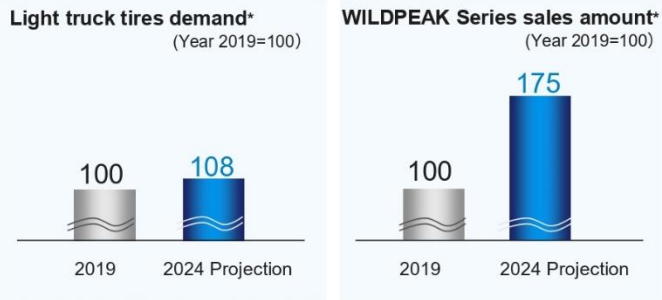 Light truck tires demand*
(Year 2019=100)
100
108
2019
2024 Projection
WILDPEAK Series sales amount*
(Year 2019=100)
175
100
2019
2024 Projection